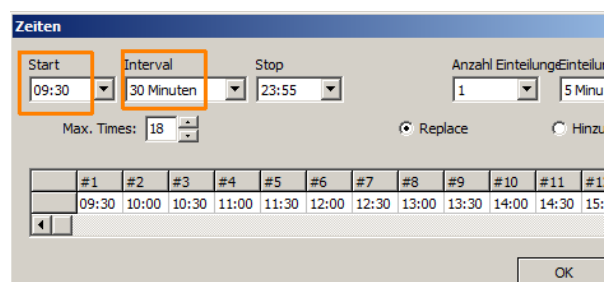 Zeiten
Start Interval Stop Anzahl Einteilunge
09:30 30 Minuten 23:55 1 5 Minu
Max. Times: 18 Replace Hinzu
#1 #2 #3 #4 #5 #6 #7 #8 #9 #10 #11
09:30 10:00 10:30 11:00 11:30 12:00 12:30 13:00 13:30 14:00 14:30 15:
OK